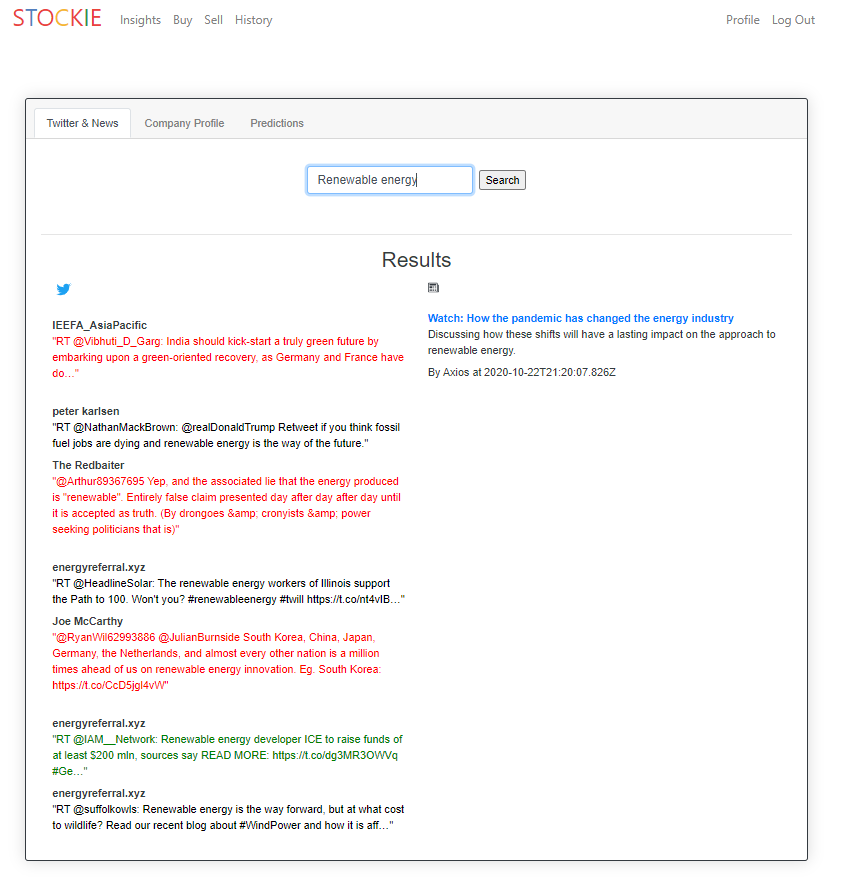 STOCKIE Insights Buy Sell History Profile Log Out
Twitter & News Company Profile Predictions
Renewable energy Search
Results
IEEFA_AsiaPacific
"RT @Vibhuti_D_Garg: India should kick-start a truly green future by
embarking upon a green-oriented recovery, as Germany and France have
do…"
peter karlsen
"RT @NathanMackBrown: @realDonaldTrump Retweet if you think fossil
fuel jobs are dying and renewable energy is the way of the future."
The Redbaiter
"@Arthur89367695 Yep, and the associated lie that the energy produced
is "renewable". Entirely false claim presented day after day after day until
it is accepted as truth. (By drongoes &amp; cronyists &amp; power
seeking politicians that is)"
energyreferral.xyz
"RT @HeadlineSolar: The renewable energy workers of Illinois support
the Path to 100. Won't you? #renewableenergy #twill https://t.co/nt4vIB…"
Joe McCarthy
"@RyanWil62993886 @JulianBurnside South Korea, China, Japan,
Germany, the Netherlands, and almost every other nation is a million
times ahead of us on renewable energy innovation. Eg. South Korea:
https://t.co/CcD5jgl4vW"
energyreferral.xyz
"RT @IAM__Network: Renewable energy developer ICE to raise funds of
at least $200 mln, sources say READ MORE: https://t.co/dg3MR3OWVq
#Ge…"
energyreferral.xyz
"RT @suffolkowls: Renewable energy is the way forward, but at what cost
to wildlife? Read our recent blog about #WindPower and how it is aff…"
Watch: How the pandemic has changed the energy industry
Discussing how these shifts will have a lasting impact on the approach to
renewable energy.
By Axios at 2020-10-22T21:20:07.826Z